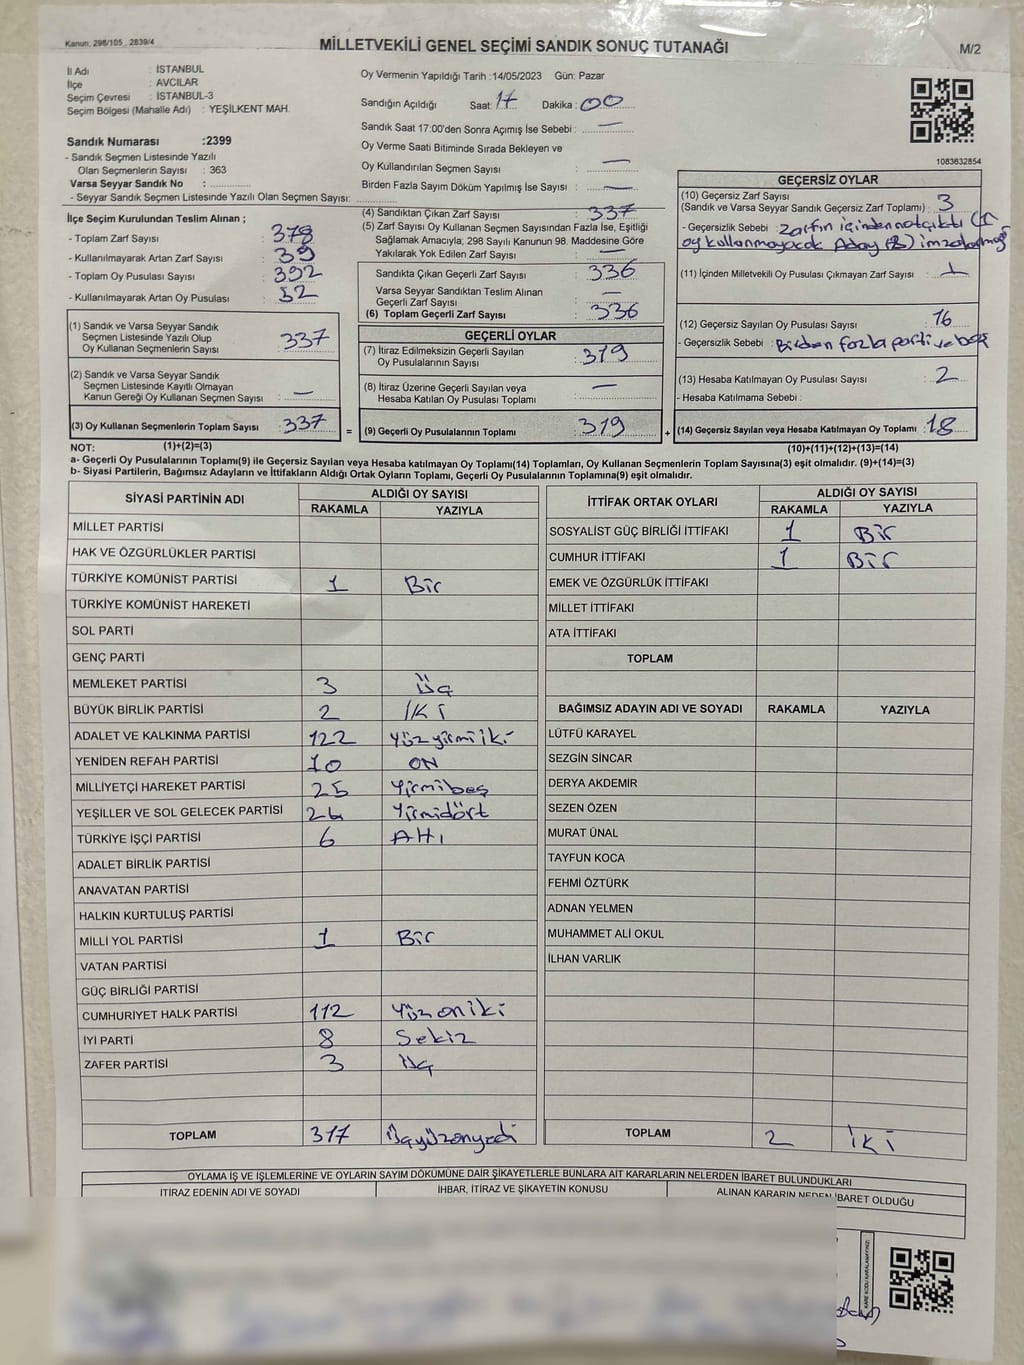 Kanun, 298/105 , 2839/4
MİLLETVEKİLİ GENEL SEÇİMİ SANDIK SONUÇ TUTANAĞI
M/2
İl Adı : İSTANBUL
İlçe : AVCILAR
Seçim Çevresi : İSTANBUL-3
Seçim Bölgesi (Mahalle Adı) : YEŞİLKENT MAH.
Sandık Numarası :2399
- Sandık Seçmen Listesinde Yazılı
Olan Seçmenlerin Sayısı : 363
Varsa Seyyar Sandık No :
- Seyyar Sandık Seçmen Listesinde Yazılı Olan Seçmen Sayısı:
Oy Vermenin Yapıldığı Tarih :14/05/2023 Gün: Pazar
Sandığın Açıldığı Saat: 17 Dakika : 00
Sandık Saat 17:00'den Sonra Açımış İse Sebebi : —
Oy Verme Saati Bitiminde Sırada Bekleyen ve
Oy Kullandırılan Seçmen Sayısı : —
Birden Fazla Sayım Döküm Yapılmış İse Sayısı : —
1083632854
İlçe Seçim Kurulundan Teslim Alınan ;
- Toplam Zarf Sayısı : 378
- Kullanılmayarak Artan Zarf Sayısı : 39
- Toplam Oy Pusulası Sayısı : 392
- Kullanılmayarak Artan Oy Pusulası : 52
(1) Sandık ve Varsa Seyyar Sandık
Seçmen Listesinde Yazılı Olup
Oy Kullanan Seçmenlerin Sayısı : 337
(2) Sandık ve Varsa Seyyar Sandık
Seçmen Listesinde Kayıtlı Olmayan
Kanun Gereği Oy Kullanan Seçmen Sayısı : —
(3) Oy Kullanan Seçmenlerin Toplam Sayısı : 337
(4) Sandıktan Çıkan Zarf Sayısı : 337
(5) Zarf Sayısı Oy Kullanan Seçmen Sayısından Fazla İse, Eşitliği
Sağlamak Amacıyla; 298 Sayılı Kanunun 98. Maddesine Göre
Yakılarak Yok Edilen Zarf Sayısı : —
Sandıkta Çıkan Geçerli Zarf Sayısı : 336
Varsa Seyyar Sandıktan Teslim Alınan
Geçerli Zarf Sayısı : —
(6) Toplam Geçerli Zarf Sayısı : 336
GEÇERLİ OYLAR
(7) İtiraz Edilmeksizin Geçerli Sayılan
Oy Pusulalarının Sayısı : 319
(8) İtiraz Üzerine Geçerli Sayılan veya
Hesaba Katılan Oy Pusulası Toplamı : —
= (9) Geçerli Oy Pusulalarının Toplamı : 319
GEÇERSİZ OYLAR
(10) Geçersiz Zarf Sayısı
(Sandık ve Varsa Seyyar Sandık Geçersiz Zarf Toplamı) : 3
- Geçersizlik Sebebi : Zarfın içinden not çıktı (1
oy kullanmayacak Aday
(11) İçinden Milletvekili Oy Pusulası Çıkmayan Zarf Sayısı : 1
(12) Geçersiz Sayılan Oy Pusulası Sayısı : 16
- Geçersizlik Sebebi : Birden fazla parti ve boş
(13) Hesaba Katılmayan Oy Pusulası Sayısı : 2
- Hesaba Katılmama Sebebi :
+ (14) Geçersiz Sayılan veya Hesaba Katılmayan Oy Toplamı : 18
NOT: (1)+(2)=(3)
(10)+(11)+(12)+(13)=(14)
a- Geçerli Oy Pusulalarının Toplamı(9) ile Geçersiz Sayılan veya Hesaba katılmayan Oy Toplamı(14) Toplamları, Oy Kullanan Seçmenlerin Toplam Sayısına(3) eşit olmalıdır. (9)+(14)=(3)
b- Siyasi Partilerin, Bağımsız Adayların ve İttifakların Aldığı Ortak Oyların Toplamı, Geçerli Oy Pusulalarının Toplamına(9) eşit olmalıdır.
SİYASİ PARTİNİN ADI ALDIĞI OY SAYISI
RAKAMLA YAZIYLA
MİLLET PARTİSİ
HAK VE ÖZGÜRLÜKLER PARTİSİ
TÜRKİYE KOMÜNİST PARTİSİ 1 Bir
TÜRKİYE KOMÜNİST HAREKETİ
SOL PARTİ
GENÇ PARTİ
MEMLEKET PARTİSİ 3 Üç
BÜYÜK BİRLİK PARTİSİ 2 İKİ
ADALET VE KALKINMA PARTİSİ 122 Yüzyirmiiki
YENİDEN REFAH PARTİSİ 10 ON
MİLLİYETÇİ HAREKET PARTİSİ 25 Yirmibeş
YEŞİLLER VE SOL GELECEK PARTİSİ 24 Yirmidört
TÜRKİYE İŞÇİ PARTİSİ 6 Altı
ADALET BİRLİK PARTİSİ
ANAVATAN PARTİSİ
HALKIN KURTULUŞ PARTİSİ
MİLLİ YOL PARTİSİ 1 Bir
VATAN PARTİSİ
GÜÇ BİRLİĞİ PARTİSİ
CUMHURİYET HALK PARTİSİ 112 Yüzoniki
İYİ PARTİ 8 Sekiz
ZAFER PARTİSİ 3 Üç
TOPLAM 317 Üçyüzonyedi
İTTİFAK ORTAK OYLARI ALDIĞI OY SAYISI
RAKAMLA YAZIYLA
SOSYALİST GÜÇ BİRLİĞİ İTTİFAKI 1 Bir
CUMHUR İTTİFAKI 1 Bir
EMEK VE ÖZGÜRLÜK İTTİFAKI
MİLLET İTTİFAKI
ATA İTTİFAKI
TOPLAM
BAĞIMSIZ ADAYIN ADI VE SOYADI RAKAMLA YAZIYLA
LÜTFÜ KARAYEL
SEZGİN SİNCAR
DERYA AKDEMİR
SEZEN ÖZEN
MURAT ÜNAL
TAYFUN KOCA
FEHMİ ÖZTÜRK
ADNAN YELMEN
MUHAMMET ALİ OKUL
İLHAN VARLIK
TOPLAM 2 İKİ
OYLAMA İŞ VE İŞLEMLERİNE VE OYLARIN SAYIM DÖKÜMÜNE DAİR ŞİKAYETLERLE BUNLARA AİT KARARLARIN NELERDEN İBARET BULUNDUKLARI
İTİRAZ EDENİN ADI VE SOYADI İHBAR, İTİRAZ VE ŞİKAYETİN KONUSU ALINAN KARARIN NEDEN İBARET OLDUĞU
KARE KODU KARALAMAYINIZ!